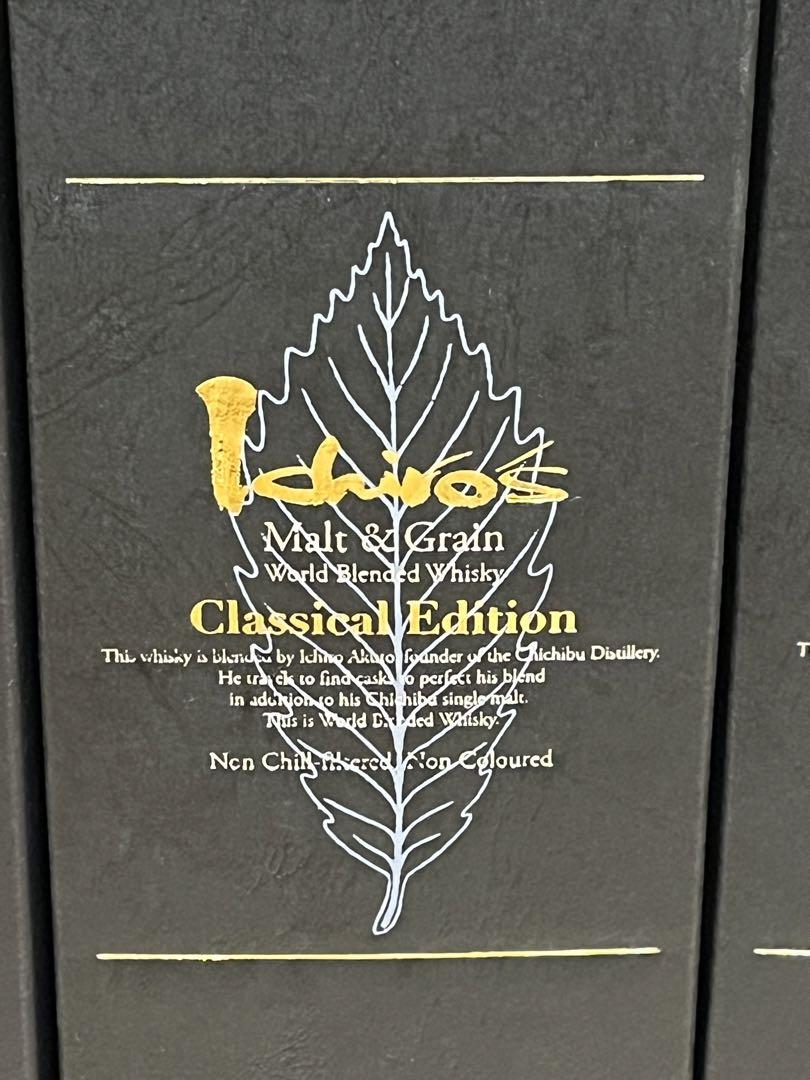 Ichiro's
Malt & Grain
World Blended Whisky
Classical Edition
This whisky is blended by Ichiro Akuto, founder of the Chichibu Distillery.
He travels to find casks to perfect his blend
in addition to his Chichibu single malt.
This is World Blended Whisky.
Non Chill-filtered, Non Coloured
T